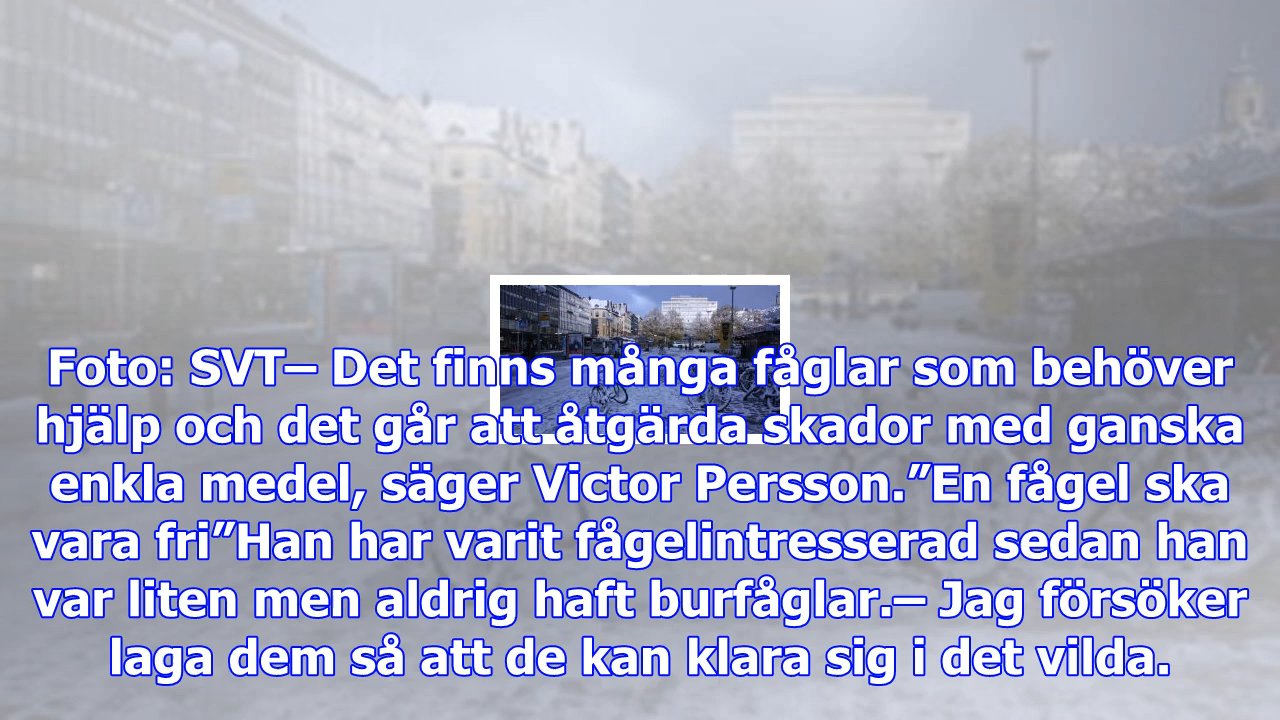 Foto: SVT– Det finns många fåglar som behöver
hjälp och det går att åtgärda skador med ganska
enkla medel, säger Victor Persson.”En fågel ska
vara fri”Han har varit fågelintresserad sedan han
var liten men aldrig haft burfåglar.– Jag försöker
laga dem så att de kan klara sig i det vilda.